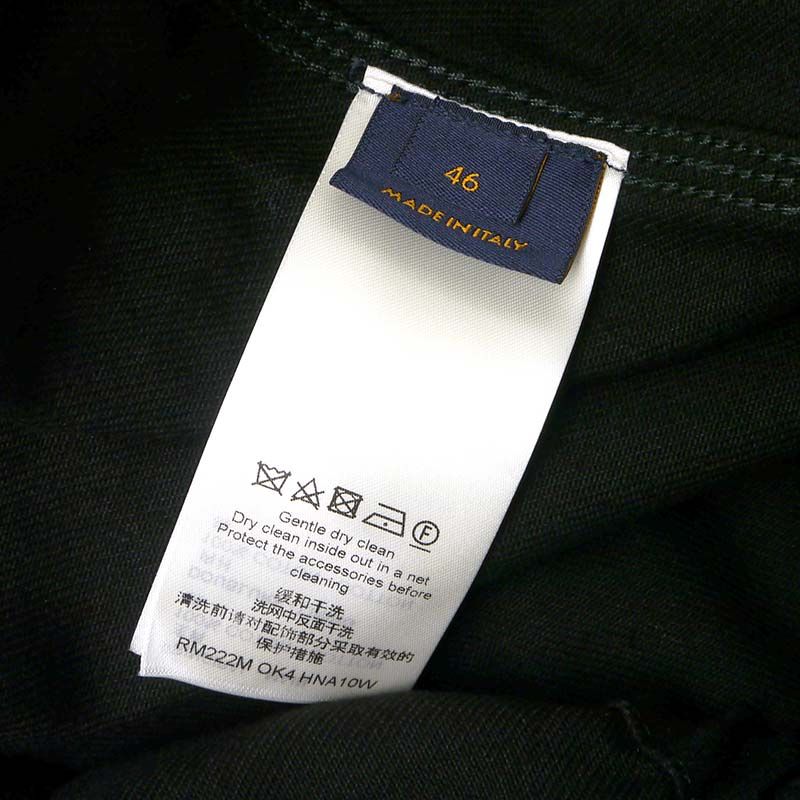 46
MADE IN ITALY
F
Gentle dry clean
Dry clean inside out in a net
Protect the accessories before
cleaning
缓和干洗
洗网中反面干洗
清洗前请对配饰部分采取有效的
保护措施
RM222M OK4 HNA10W